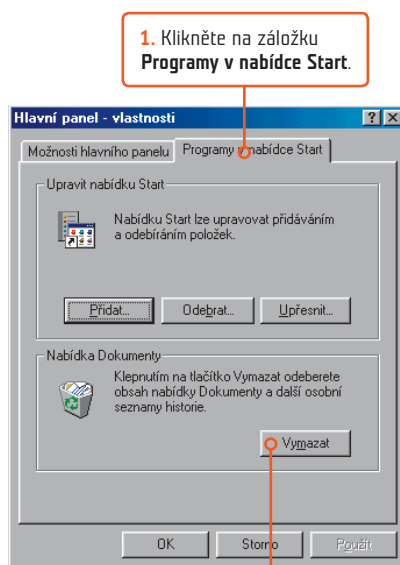 1. Klikněte na záložku
Programy v nabídce Start.
Hlavní panel - vlastnosti
Možnosti hlavního panelu
Programy v nabídce Start
Upravit nabídku Start
Nabídku Start lze upravovat přidáváním
a odebíráním položek.
Přidat...
Odebrat...
Upřesnit...
Nabídka Dokumenty
Klepnutím na tlačítko Vymazat odeberete
obsah nabídky Dokumenty a další osobní
seznamy historie.
Vymazat
OK
Storno
Použít